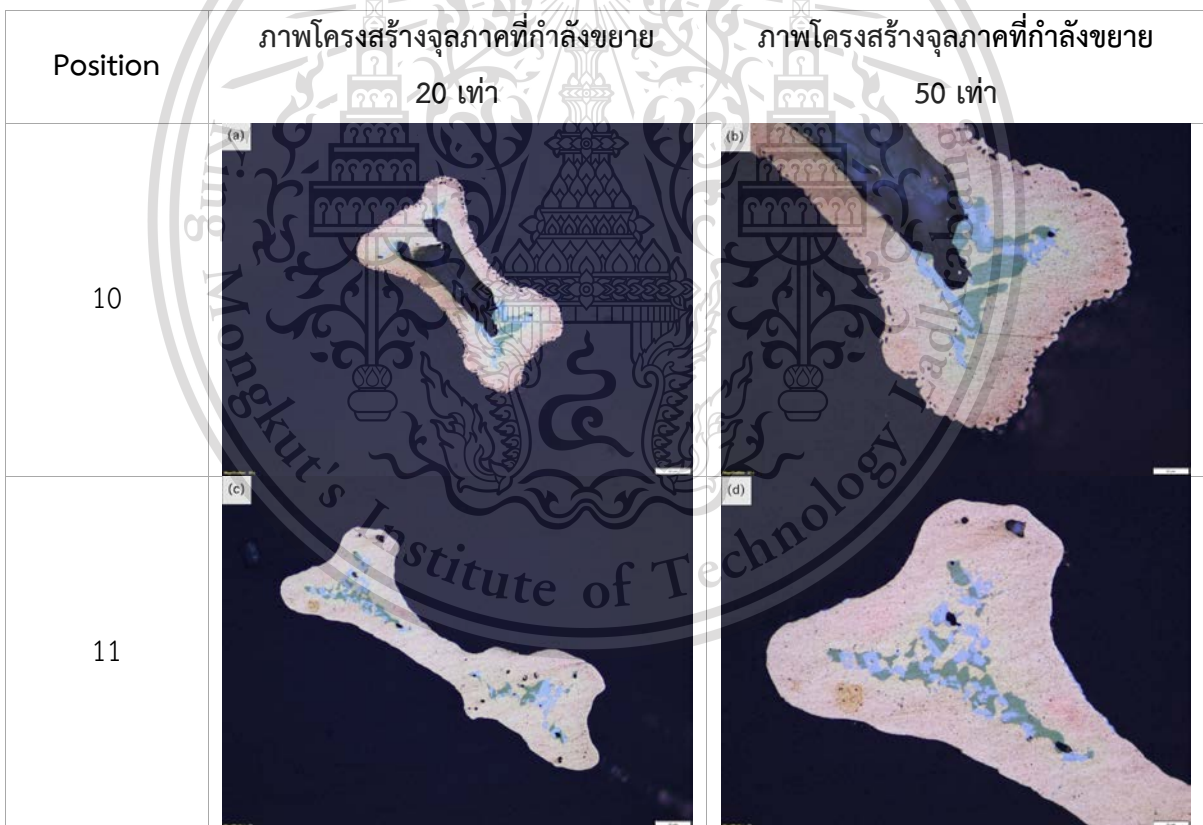 Position
ภาพโครงสร้างจุลภาคที่กำลังขยาย
20 เท่า
ภาพโครงสร้างจุลภาคที่กำลังขยาย
50 เท่า
10
(a)
(b)
11
(c)
(d)
King Mongkut's Institute of Technology